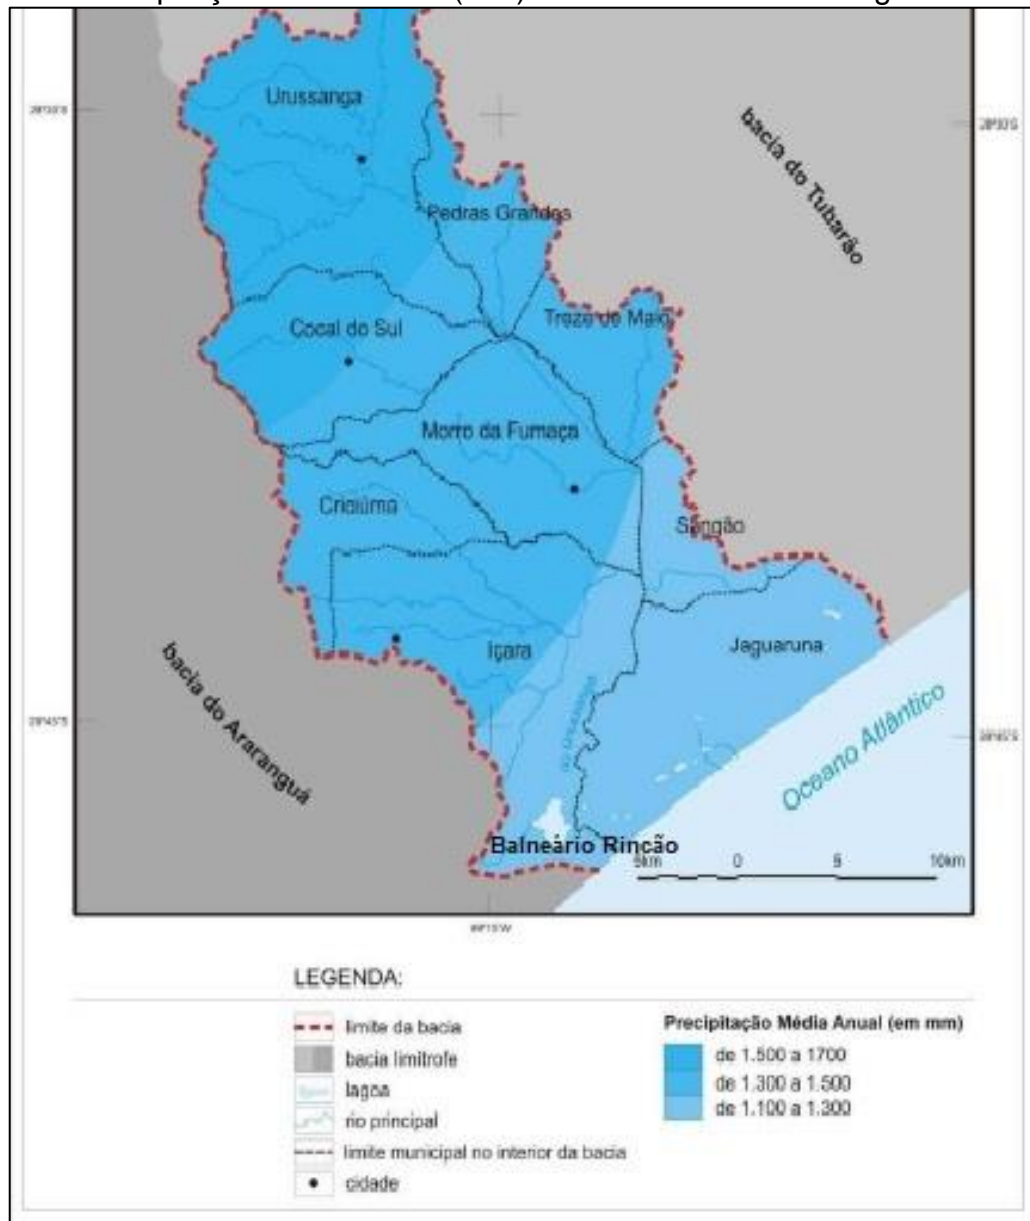 Urussanga
bacia do Tubarão
Pedras Grandes
Treze de Maio
Cocal do Sul
Morro da Fumaça
Criciúma
Sangão
Içara
Jaguaruna
bacia do Araranguá
Oceano Atlântico
Balneário Rincão
5km 0 5 10km
LEGENDA:
limite da bacia
bacia limítrofe
lagoa
rio principal
limite municipal no interior da bacia
cidade
Precipitação Média Anual (em mm)
de 1.500 a 1700
de 1.300 a 1.500
de 1.100 a 1.300